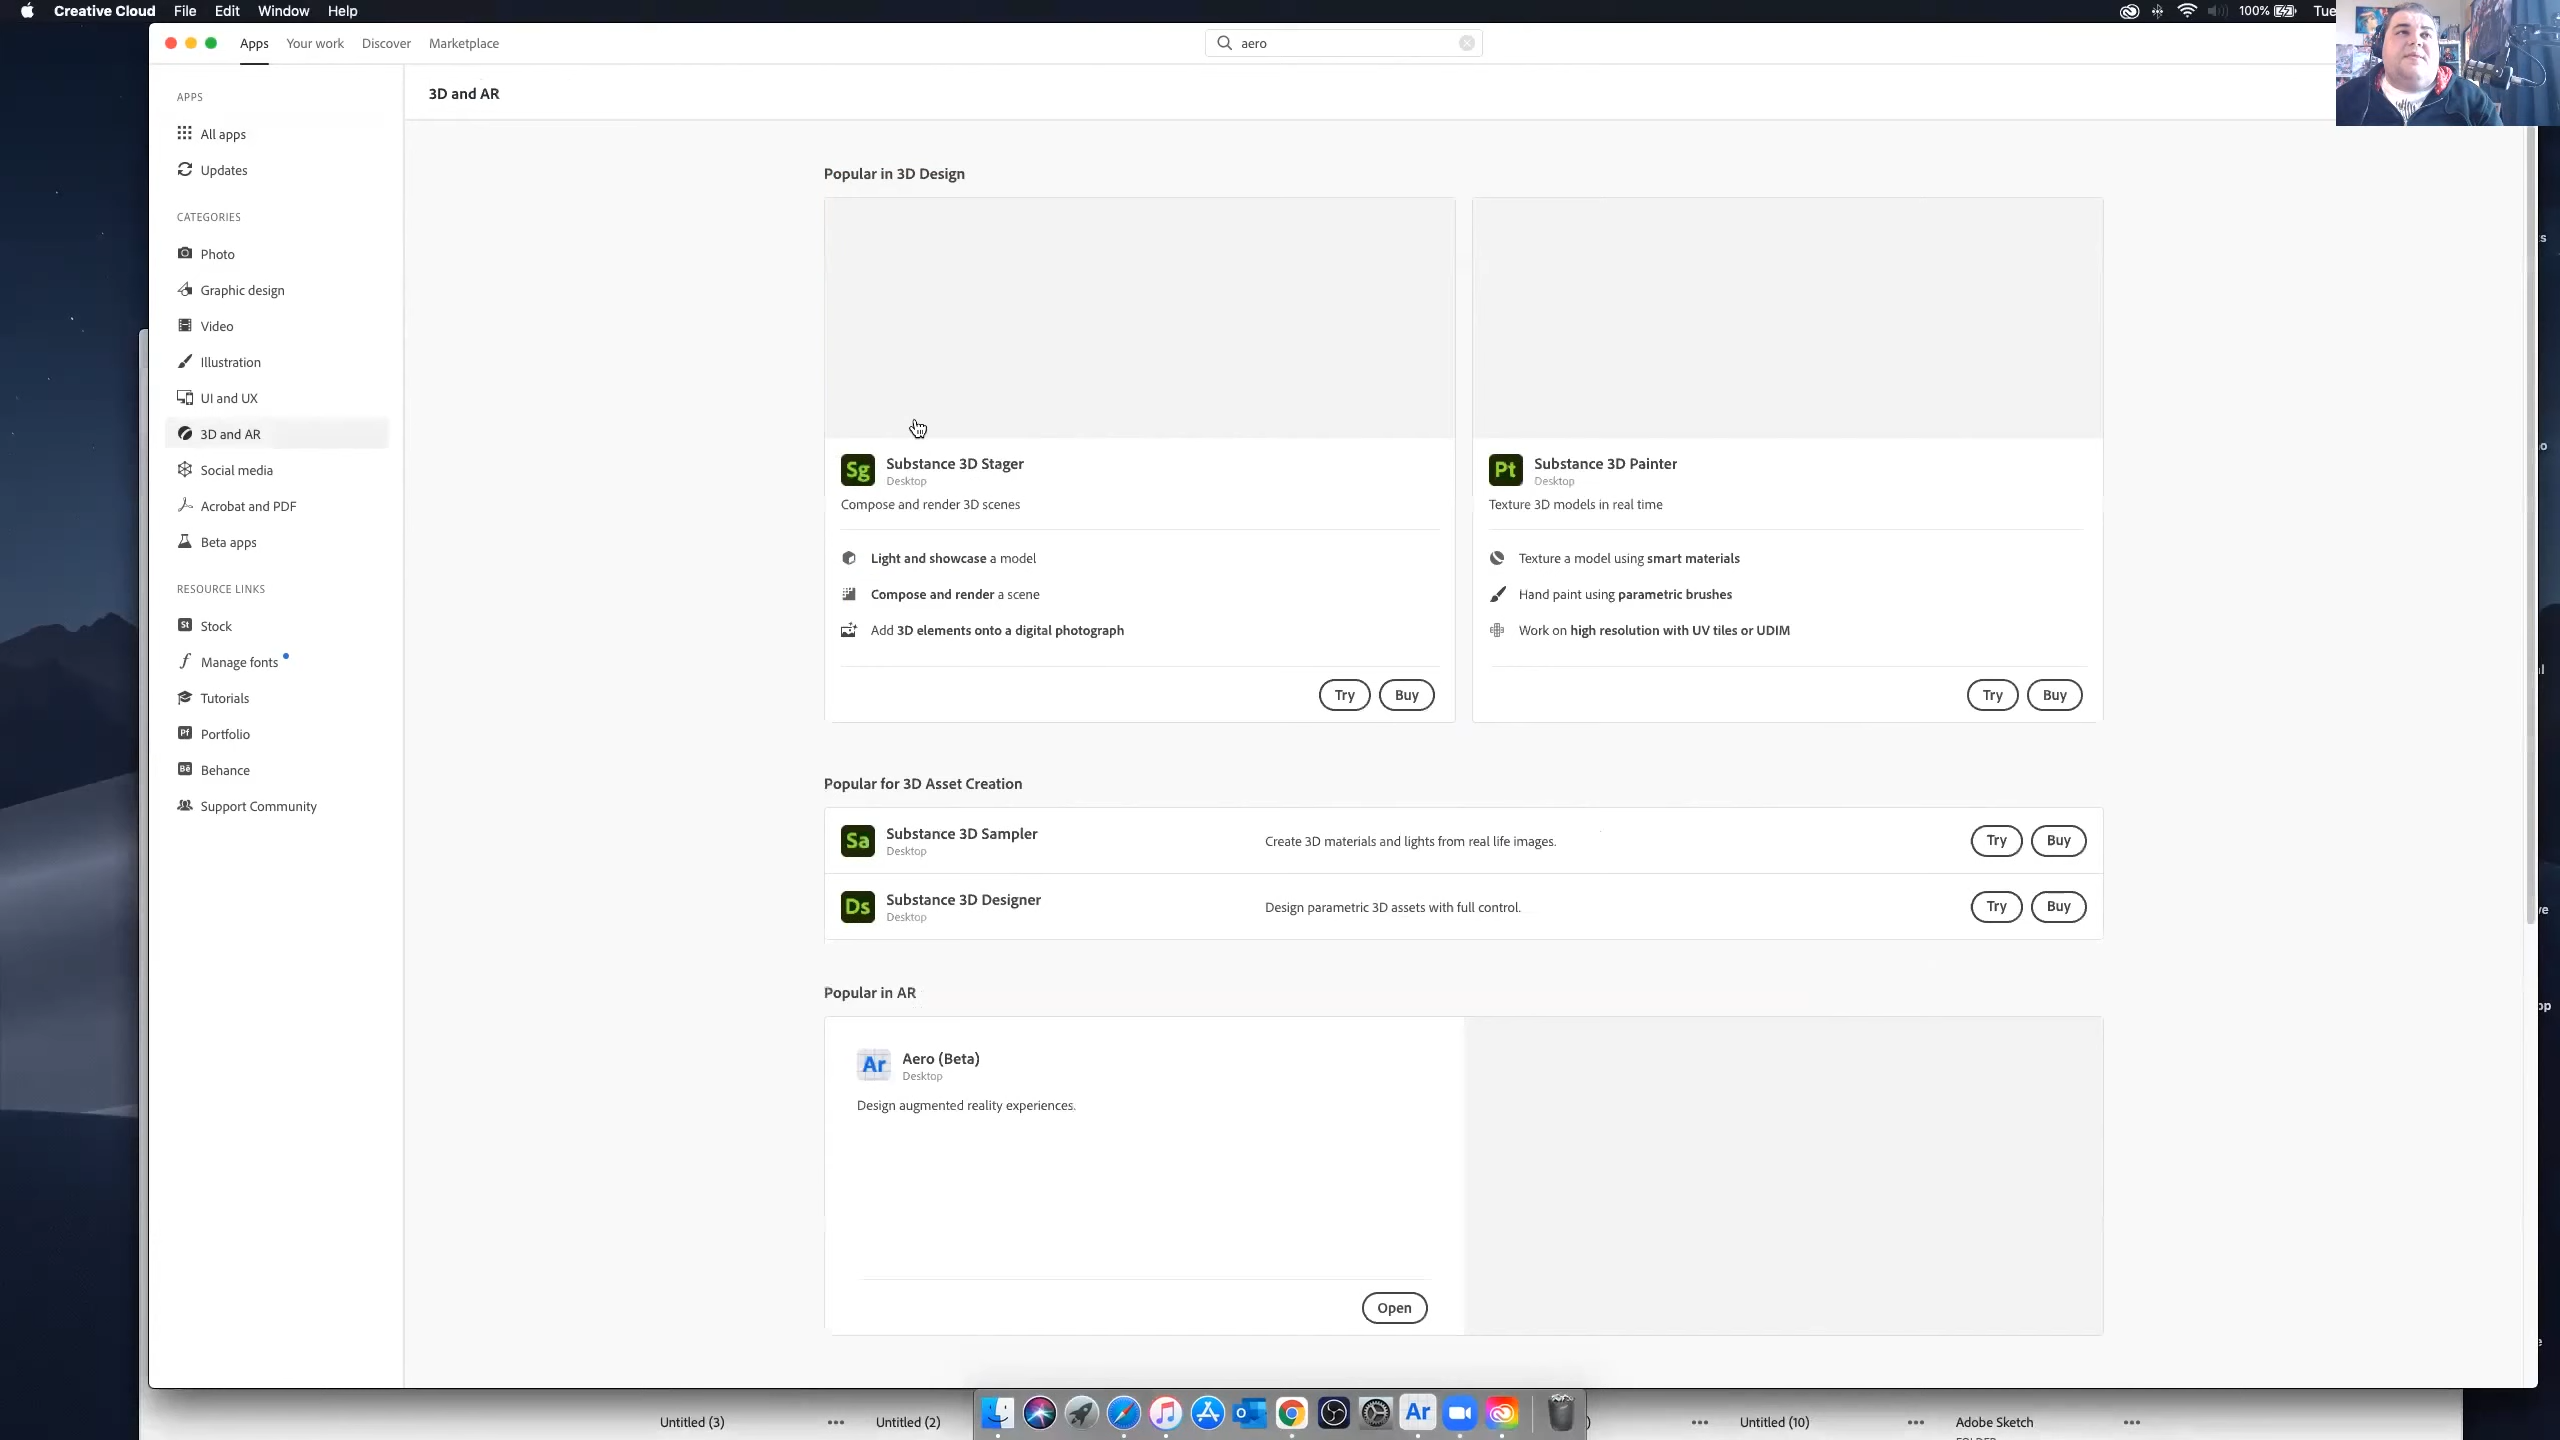 Creative Cloud File Edit Window Help
100% Tue
Apps Your work Discover Marketplace
aero
APPS
All apps
Updates
CATEGORIES
Photo
Graphic design
Video
Illustration
UI and UX
3D and AR
Social media
Acrobat and PDF
Beta apps
RESOURCE LINKS
St Stock
Manage fonts
Tutorials
Pf Portfolio
Bē Behance
Support Community
3D and AR
Popular in 3D Design
Sg Substance 3D Stager
Desktop
Compose and render 3D scenes
Light and showcase a model
Compose and render a scene
Add 3D elements onto a digital photograph
Try Buy
Pt Substance 3D Painter
Desktop
Texture 3D models in real time
Texture a model using smart materials
Hand paint using parametric brushes
Work on high resolution with UV tiles or UDIM
Try Buy
Popular for 3D Asset Creation
Sa Substance 3D Sampler
Desktop
Create 3D materials and lights from real life images.
Try Buy
Ds Substance 3D Designer
Desktop
Design parametric 3D assets with full control.
Try Buy
Popular in AR
Ar Aero (Beta)
Desktop
Design augmented reality experiences.
Open
Ar
Untitled (3) ••• Untitled (2) ) ••• Untitled (10) ••• Adobe Sketch •••